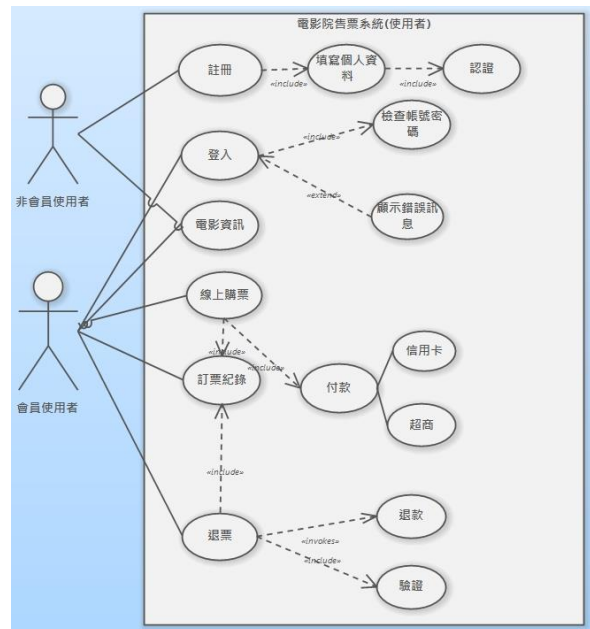 電影院售票系統(使用者)
註冊
«include»
填寫個人資
料
«include»
認證
非會員使用者
登入
«include»
檢查帳號密
碼
«extend»
顯示錯誤訊
息
電影資訊
會員使用者
線上購票
«include»
«include»
訂票紀錄
付款
信用卡
超商
«include»
退票
«invokes»
退款
«include»
驗證